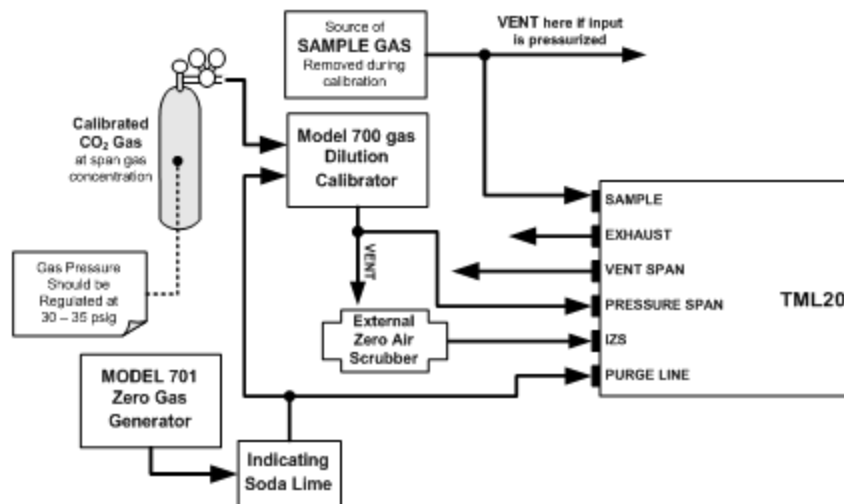 Source of
SAMPLE GAS
Removed during
calibration
VENT here if input
is pressurized
Calibrated
CO₂ Gas
at span gas
concentration
Model 700 gas
Dilution
Calibrator
SAMPLE
EXHAUST
VENT SPAN
PRESSURE SPAN
IZS
PURGE LINE
TML20
VENT
Gas Pressure
Should be
Regulated at
30 – 35 psig
External
Zero Air
Scrubber
MODEL 701
Zero Gas
Generator
Indicating
Soda Lime